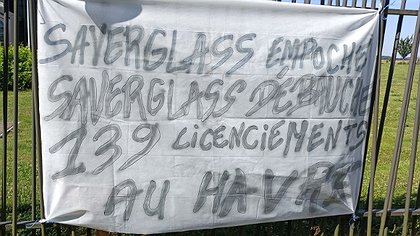 SAVERGLASS EMPOCHE
SAVERGLASS DÉBAUCHE
139 LICENCIEMENTS
AU HAVRE